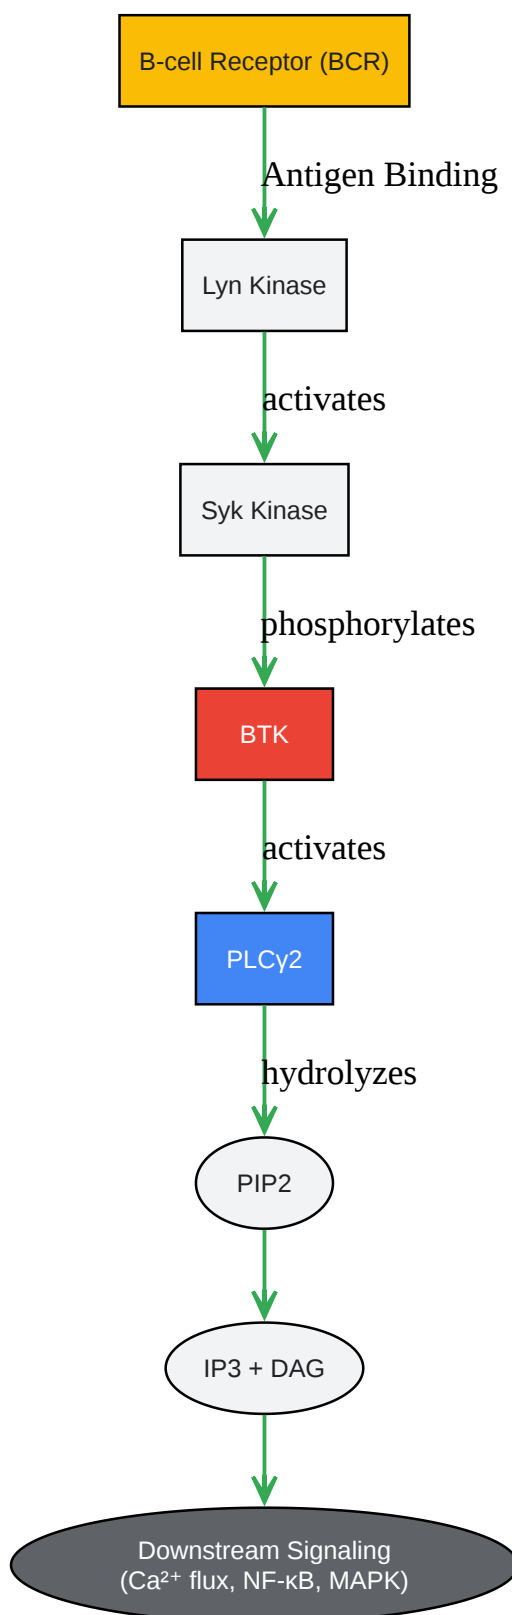 B-cell Receptor (BCR)
Antigen Binding
Lyn Kinase
activates
Syk Kinase
phosphorylates
BTK
activates
PLCγ2
hydrolyzes
PIP2
IP3 + DAG
Downstream Signaling
(Ca²⁺ flux, NF-κB, MAPK)